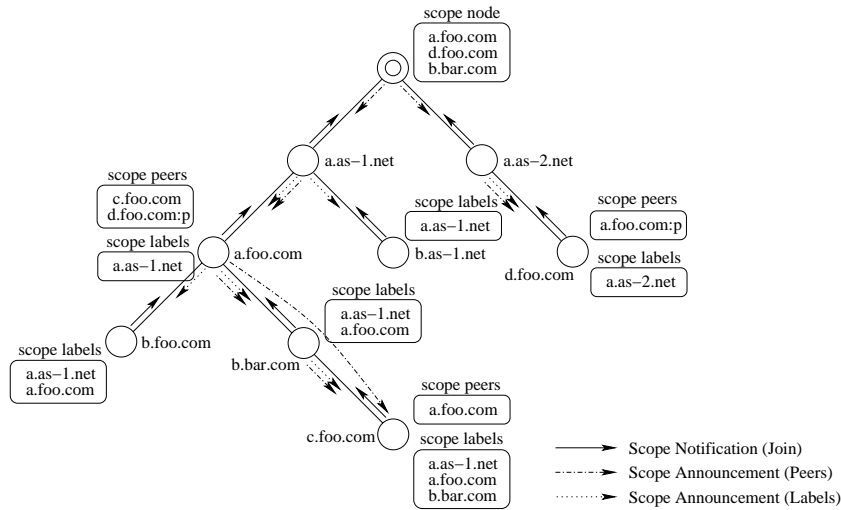 scope node
a.foo.com
d.foo.com
b.bar.com
a.as−1.net
a.as−2.net
scope peers
c.foo.com
d.foo.com:p
scope labels
a.as−1.net
a.foo.com
scope labels
a.as−1.net
b.as−1.net
scope peers
a.foo.com:p
d.foo.com
scope labels
a.as−2.net
scope labels
a.as−1.net
a.foo.com
b.foo.com
scope labels
a.as−1.net
a.foo.com
b.bar.com
scope peers
a.foo.com
c.foo.com
scope labels
a.as−1.net
a.foo.com
b.bar.com
Scope Notification (Join)
Scope Announcement (Peers)
Scope Announcement (Labels)